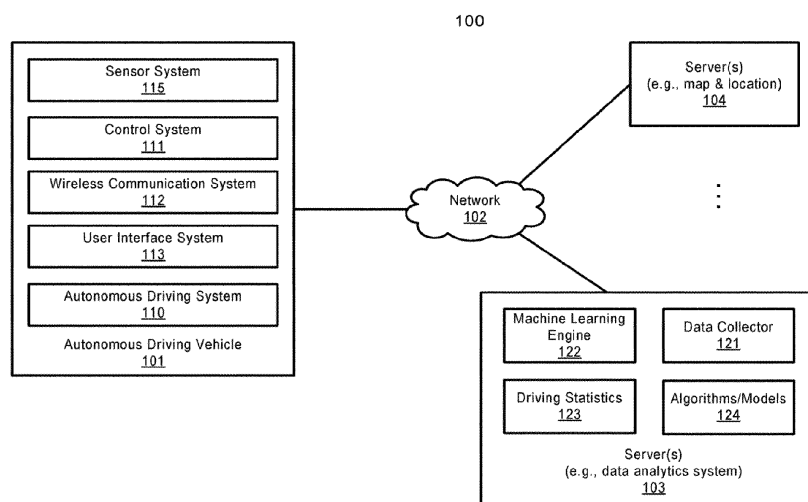 100
Sensor System
115
Control System
111
Wireless Communication System
112
User Interface System
113
Autonomous Driving System
110
Autonomous Driving Vehicle
101
Network
102
Server(s)
(e.g., map & location)
104
Machine Learning
Engine
122
Data Collector
121
Driving Statistics
123
Algorithms/Models
124
Server(s)
(e.g., data analytics system)
103